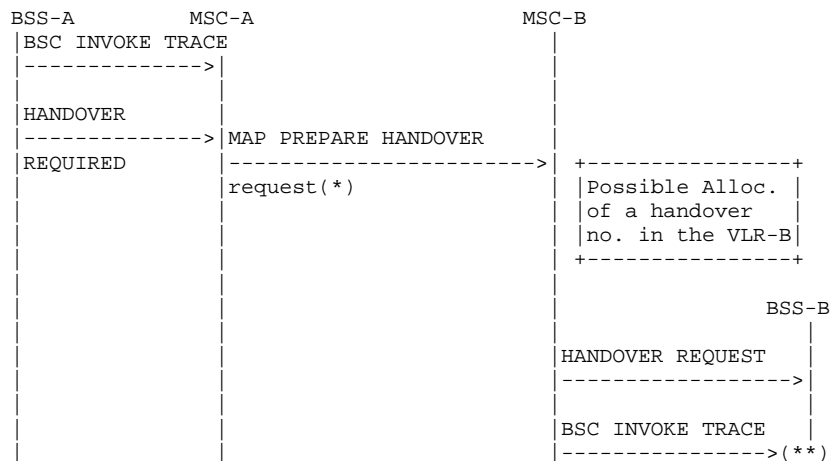 BSS-A MSC-A MSC-B
BSC INVOKE TRACE
HANDOVER
MAP PREPARE HANDOVER
REQUIRED
request(*)
Possible Alloc.
of a handover
no. in the VLR-B
BSS-B
HANDOVER REQUEST
BSC INVOKE TRACE
(**)